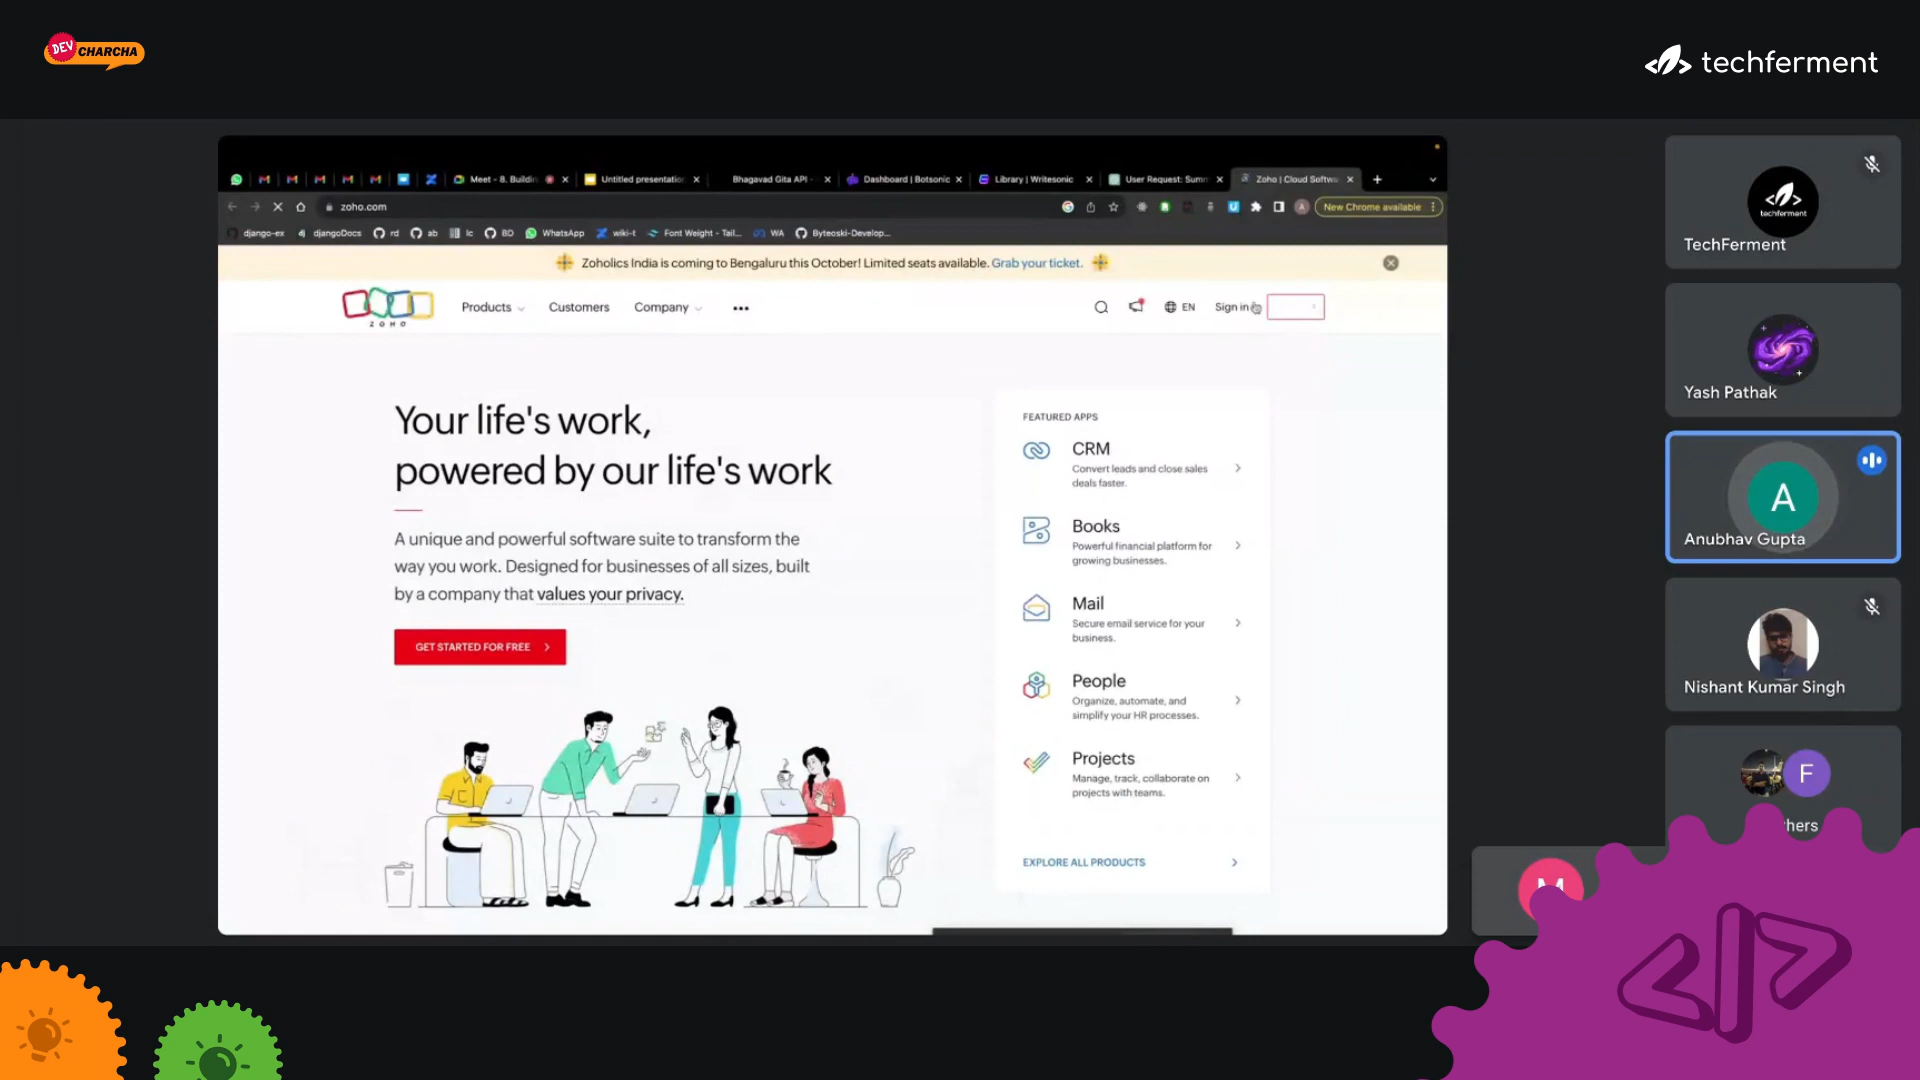 DEV CHARCHA
techferment
Meet - 8. Buildin
Untitled presentatio
Bhagavad Gita API -
Dashboard | Botsonic
Library | Writesonic
User Request: Summ
Zoho | Cloud Softw
zoho.com
New Chrome available
django-ex
djangoDocs
rd
ab
lc
BD
WhatsApp
wiki-t
Font Weight - Tail...
WA
Byteoski-Develop...
Zoholics India is coming to Bengaluru this October! Limited seats available. Grab your ticket.
ZOHO
Products
Customers
Company
EN
Sign in
Your life's work,
powered by our life's work
A unique and powerful software suite to transform the
way you work. Designed for businesses of all sizes, built
by a company that values your privacy.
GET STARTED FOR FREE
FEATURED APPS
CRM
Convert leads and close sales
deals faster.
Books
Powerful financial platform for
growing businesses.
Mail
Secure email service for your
business.
People
Organize, automate, and
simplify your HR processes.
Projects
Manage, track, collaborate on
projects with teams.
EXPLORE ALL PRODUCTS
techferment
TechFerment
Yash Pathak
A
Anubhav Gupta
Nishant Kumar Singh
F